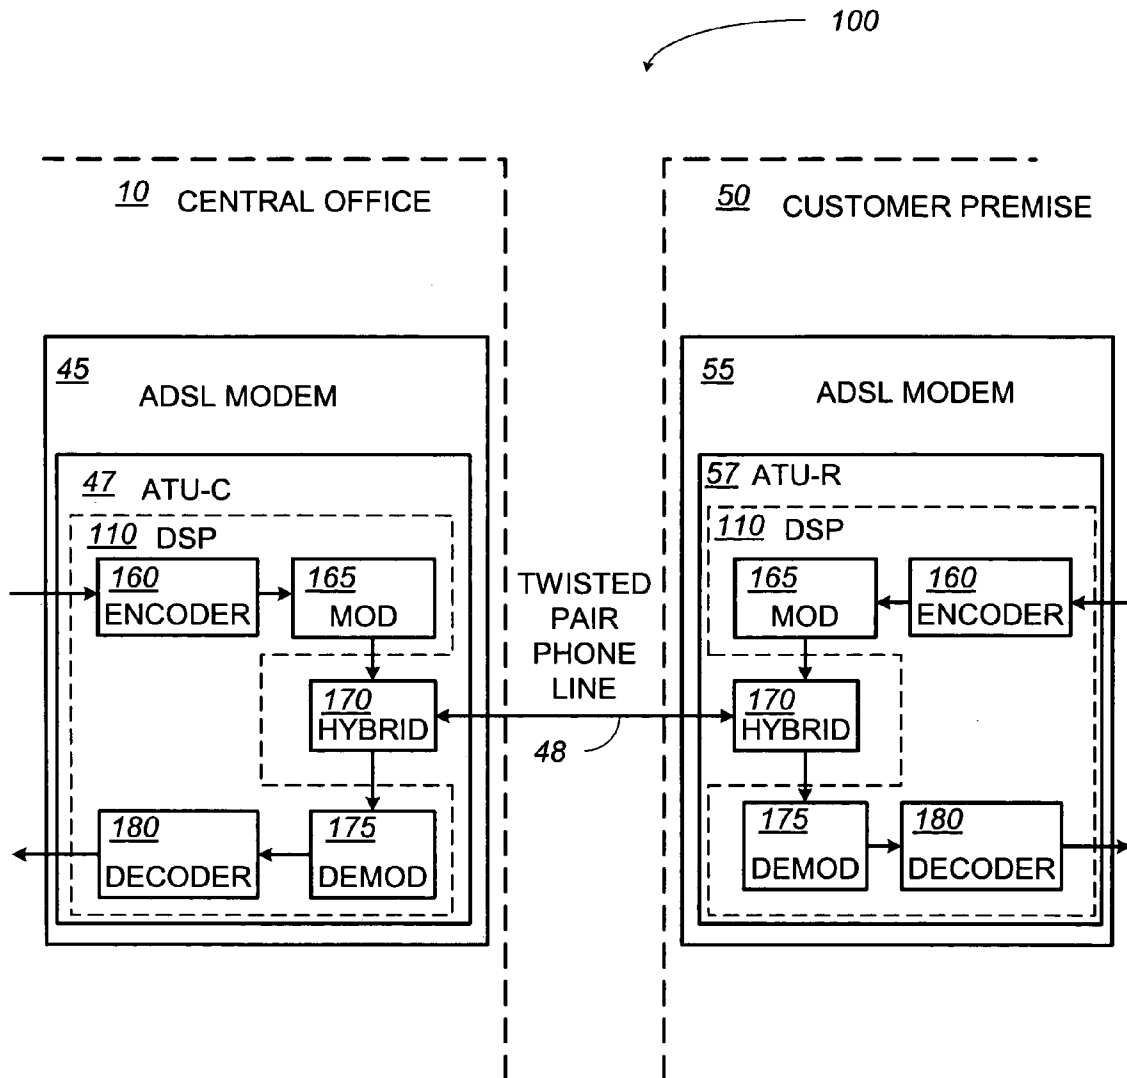 100
10 CENTRAL OFFICE
50 CUSTOMER PREMISE
45
ADSL MODEM
47 ATU-C
110 DSP
160
ENCODER
165
MOD
170
HYBRID
180
DECODER
175
DEMOD
TWISTED
PAIR
PHONE
LINE
48
55
ADSL MODEM
57 ATU-R
110 DSP
165
MOD
160
ENCODER
170
HYBRID
175
DEMOD
180
DECODER